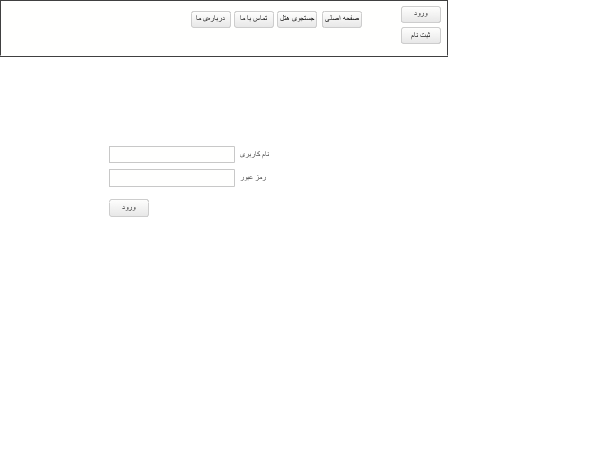 ورود
صفحه اصلی جستجوی هتل تماس با ما درباره‌ی ما
ثبت نام
نام کاربری
رمز عبور
ورود